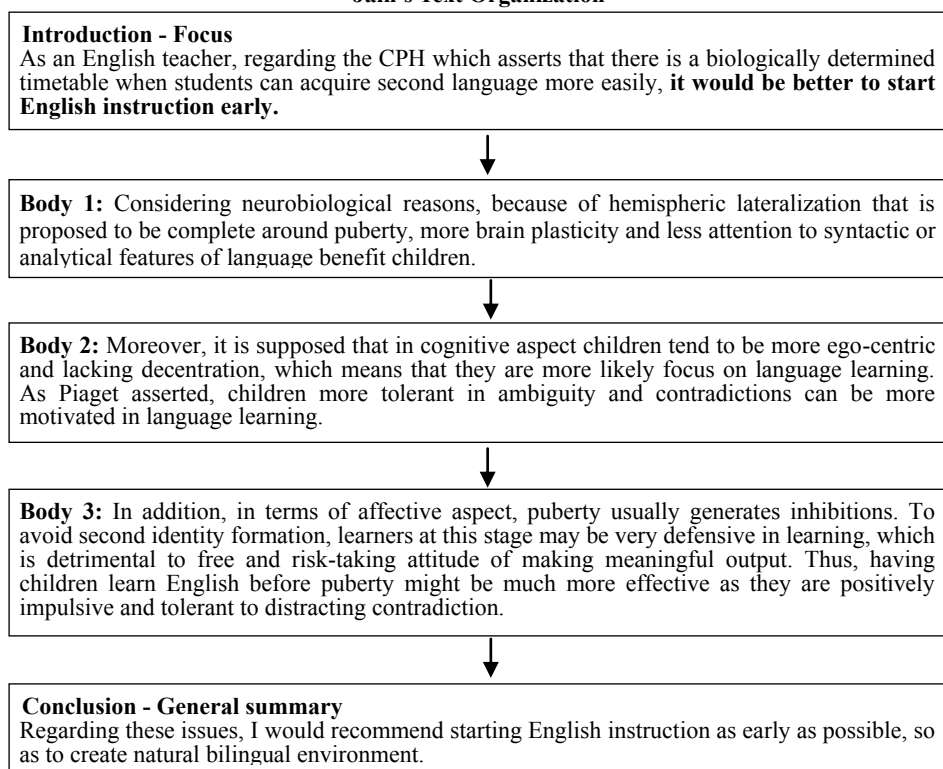 Text Organization
Introduction - Focus
As an English teacher, regarding the CPH which asserts that there is a biologically determined
timetable when students can acquire second language more easily, it would be better to start
English instruction early.
Body 1: Considering neurobiological reasons, because of hemispheric lateralization that is
proposed to be complete around puberty, more brain plasticity and less attention to syntactic or
analytical features of language benefit children.
Body 2: Moreover, it is supposed that in cognitive aspect children tend to be more ego-centric
and lacking decentration, which means that they are more likely focus on language learning.
As Piaget asserted, children more tolerant in ambiguity and contradictions can be more
motivated in language learning.
Body 3: In addition, in terms of affective aspect, puberty usually generates inhibitions. To
avoid second identity formation, learners at this stage may be very defensive in learning, which
is detrimental to free and risk-taking attitude of making meaningful output. Thus, having
children learn English before puberty might be much more effective as they are positively
impulsive and tolerant to distracting contradiction.
Conclusion - General summary
Regarding these issues, I would recommend starting English instruction as early as possible, so
as to create natural bilingual environment.